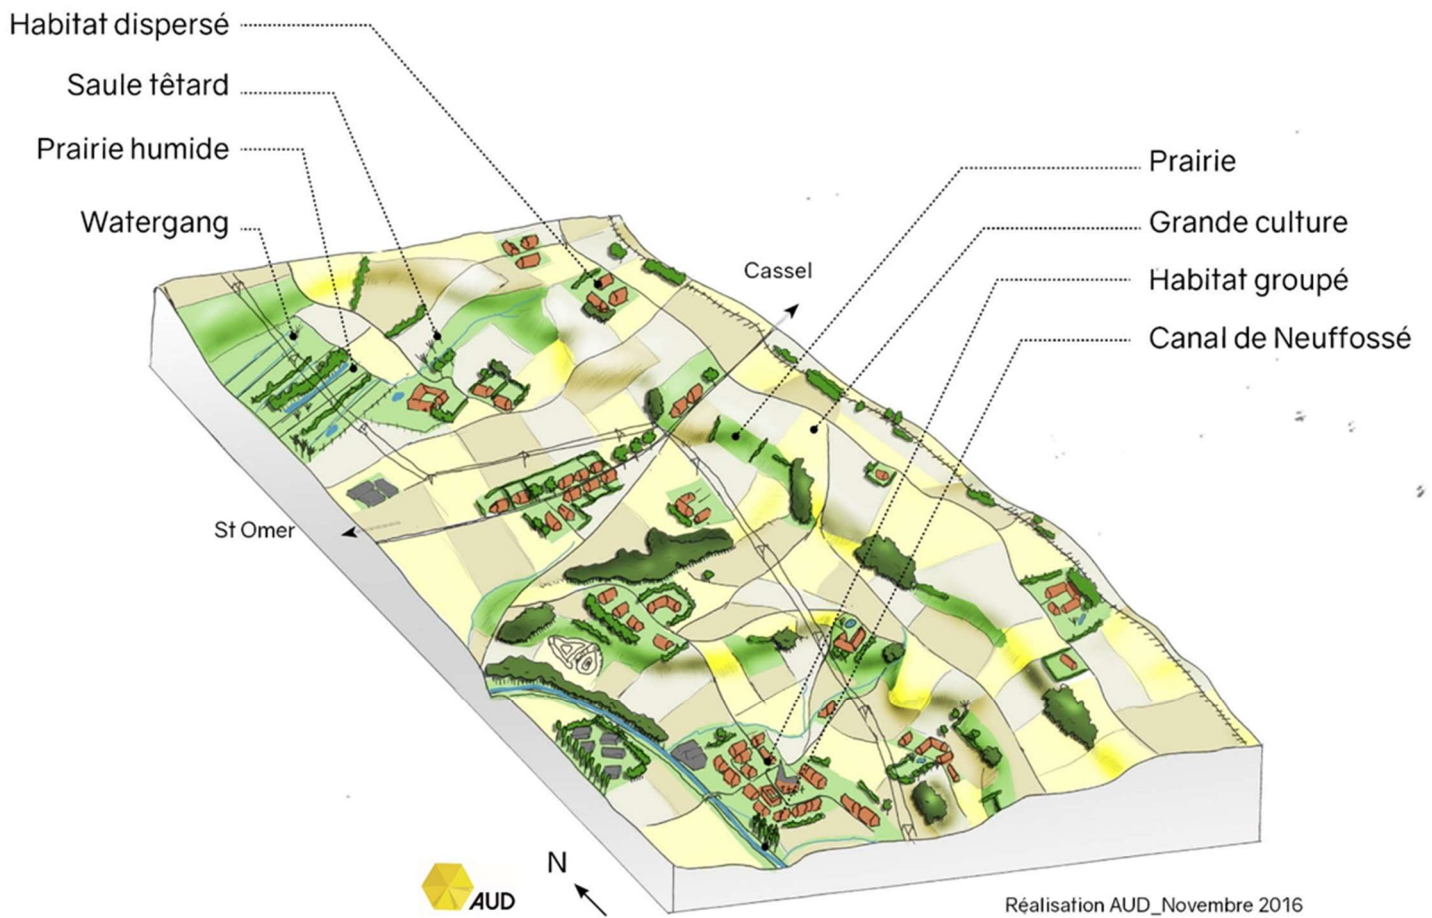 Habitat dispersé
Saule têtard
Prairie humide
Watergang
Prairie
Grande culture
Habitat groupé
Canal de Neuffossé
Cassel
St Omer
N
AUD
Réalisation AUD_Novembre 2016